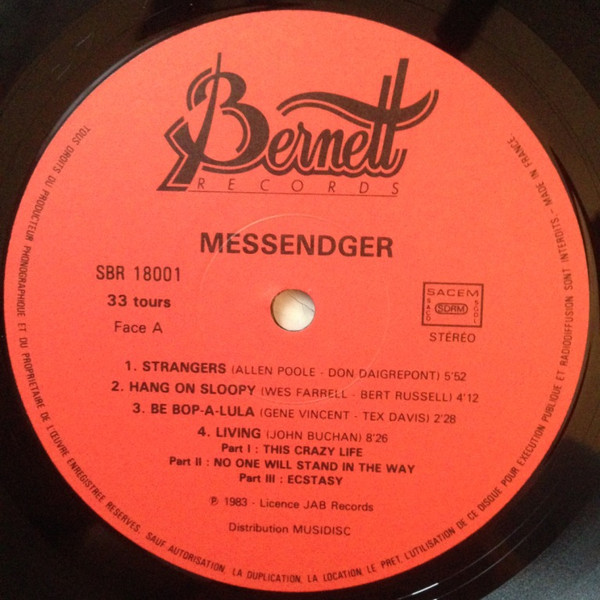 Bernett
RECORDS
MESSENDGER
SBR 18001
33 tours
Face A
SACEM
SACD
SDRM
SGDL
STÉRÉO
1. STRANGERS (ALLEN POOLE - DON DAIGREPONT) 5'52
2. HANG ON SLOOPY (WES FARRELL - BERT RUSSELL) 4'12
3. BE BOP-A-LULA (GENE VINCENT - TEX DAVIS) 2'28
4. LIVING (JOHN BUCHAN) 8'26
Part I : THIS CRAZY LIFE
Part II : NO ONE WILL STAND IN THE WAY
Part III : ECSTASY
℗ 1983 - Licence JAB Records
Distribution MUSIDISC
TOUS DROITS DU PRODUCTEUR PHONOGRAPHIQUE ET DU PROPRIETAIRE DE L'ŒUVRE ENREGISTREE RESERVES. SAUF AUTORISATION, LA DUPLICATION, LA LOCATION, LE PRET, L'UTILISATION DE CE DISQUE POUR EXECUTION PUBLIQUE ET RADIODIFFUSION SONT INTERDITS - MADE IN FRANCE